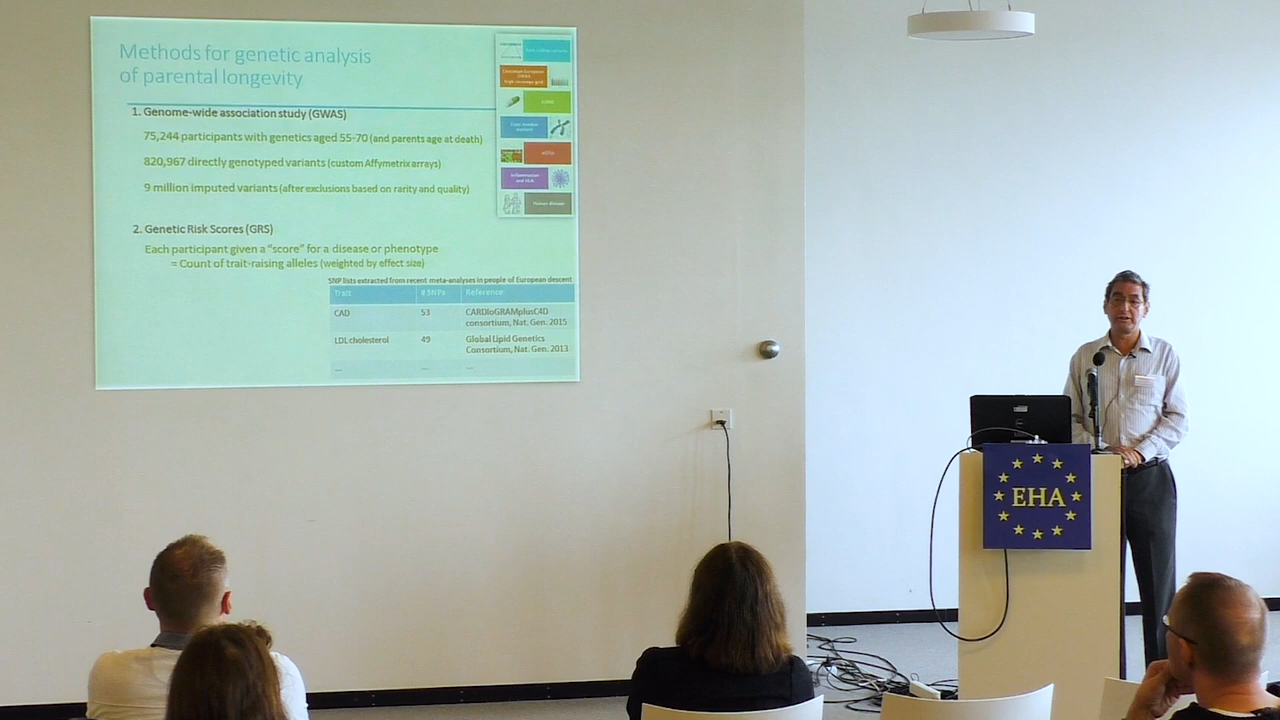 Methods for genetic analysis
of parental longevity
1. Genome-wide association study (GWAS)
75,244 participants with genetics aged 55-70 (and parents age at death)
820,967 directly genotyped variants (custom Affymetrix arrays)
9 million imputed variants (after exclusions based on rarity and quality)
2. Genetic Risk Scores (GRS)
Each participant given a "score" for a disease or phenotype
= Count of trait-raising alleles (weighted by effect size)
SNP lists extracted from recent meta-analyses in people of European descent
Trait # SNPs Reference
CAD 53 CARDIoGRAMplusC4D
consortium, Nat. Gen. 2015
LDL cholesterol 49 Global Lipid Genetics
Consortium, Nat. Gen. 2013
.... .... ....
Inflammation
and HLA
Human disease
EHA